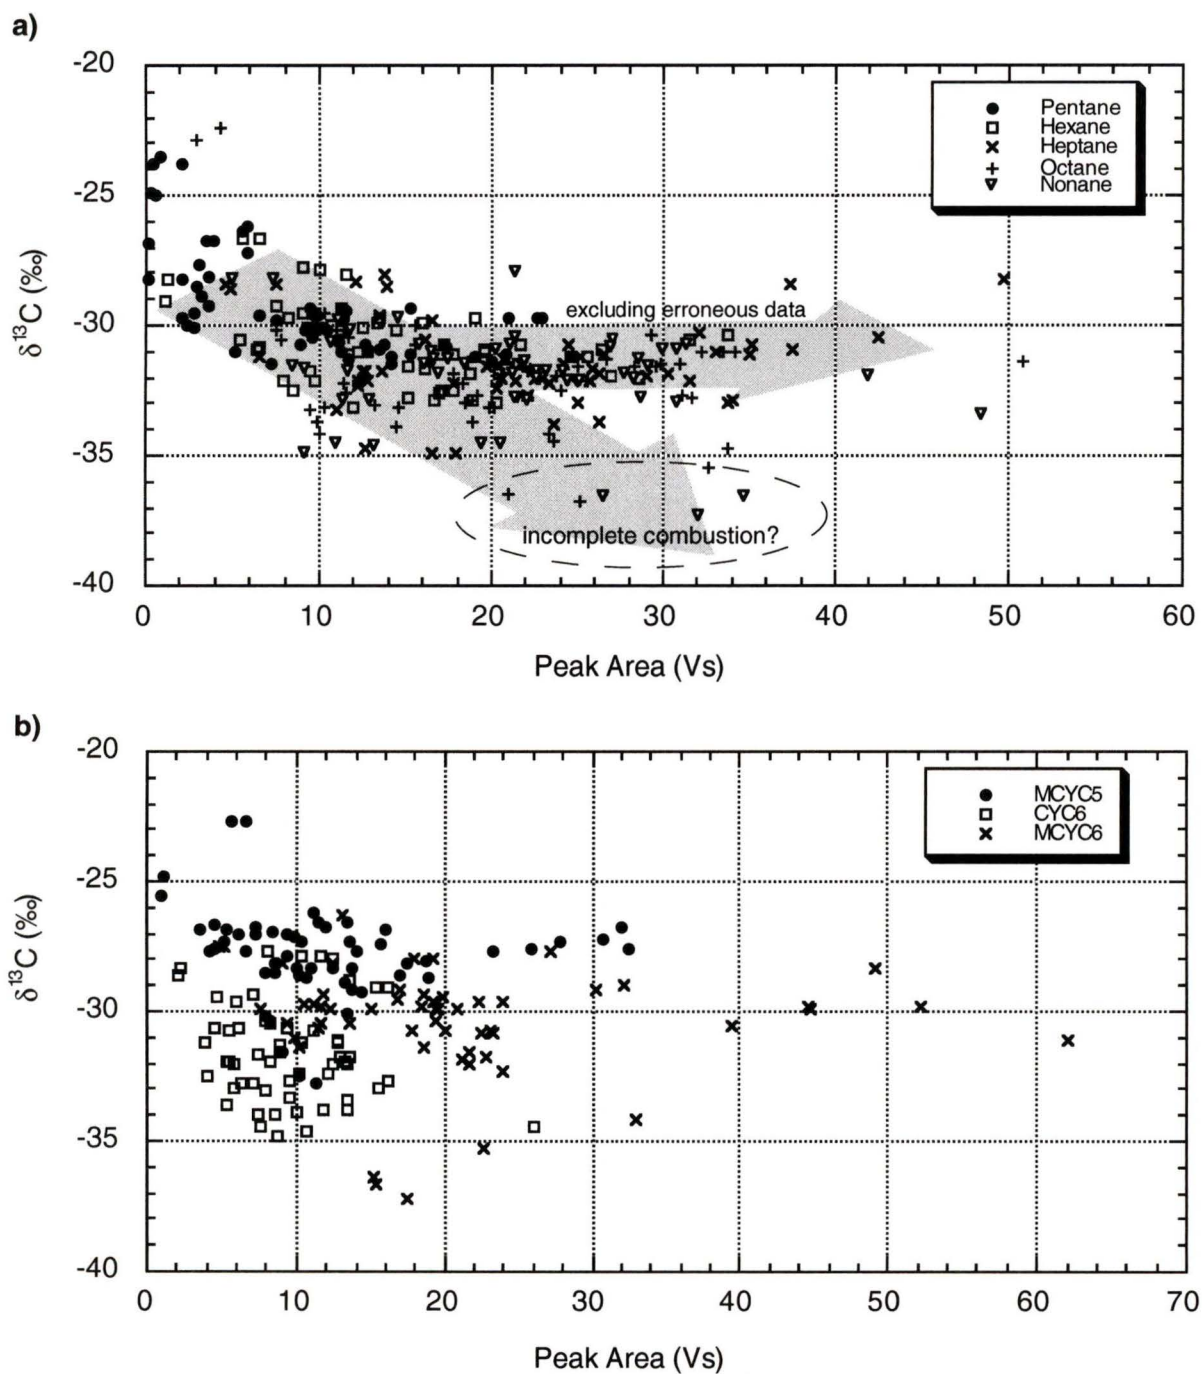 a)
-20
-25
-30
-35
-40
δ¹³C (‰)
Pentane
Hexane
Heptane
Octane
Nonane
excluding erroneous data
incomplete combustion?
0 10 20 30 40 50 60
Peak Area (Vs)
b)
-20
-25
-30
-35
-40
δ¹³C (‰)
MCYC5
CYC6
MCYC6
0 10 20 30 40 50 60 70
Peak Area (Vs)